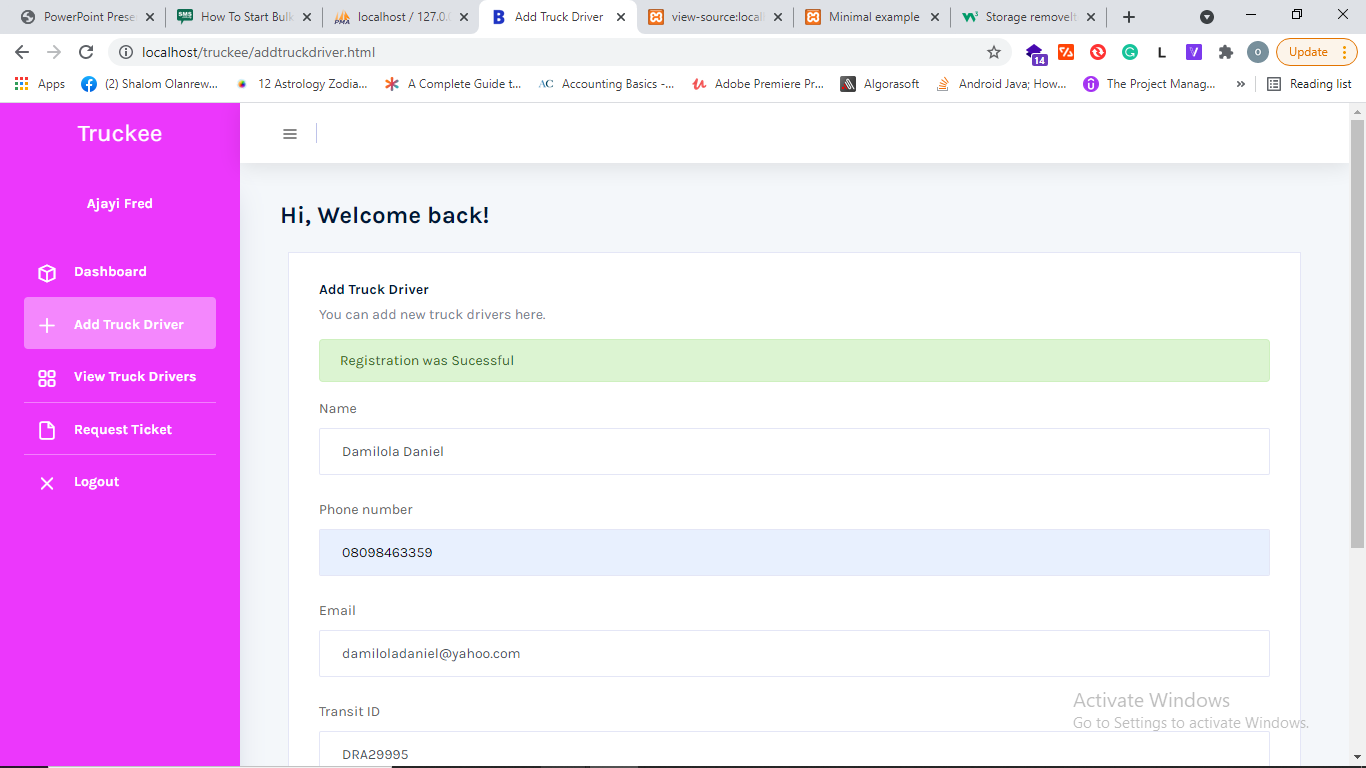 PowerPoint Prese
How To Start Bulk
localhost / 127.0.0
Add Truck Driver
view-source:locall
Minimal example
Storage removeIt
localhost/truckee/addtruckdriver.html
14
L
V
o
Update
Apps
(2) Shalom Olanrew...
12 Astrology Zodia...
A Complete Guide t...
AC
Accounting Basics -...
Adobe Premiere Pr...
Algorasoft
Android Java; How...
The Project Manag...
»
Reading list
Truckee
Ajayi Fred
Dashboard
Add Truck Driver
View Truck Drivers
Request Ticket
Logout
Hi, Welcome back!
Add Truck Driver
You can add new truck drivers here.
Registration was Sucessful
Name
Damilola Daniel
Phone number
08098463359
Email
damiloladaniel@yahoo.com
Transit ID
DRA29995
Activate Windows
Go to Settings to activate Windows.